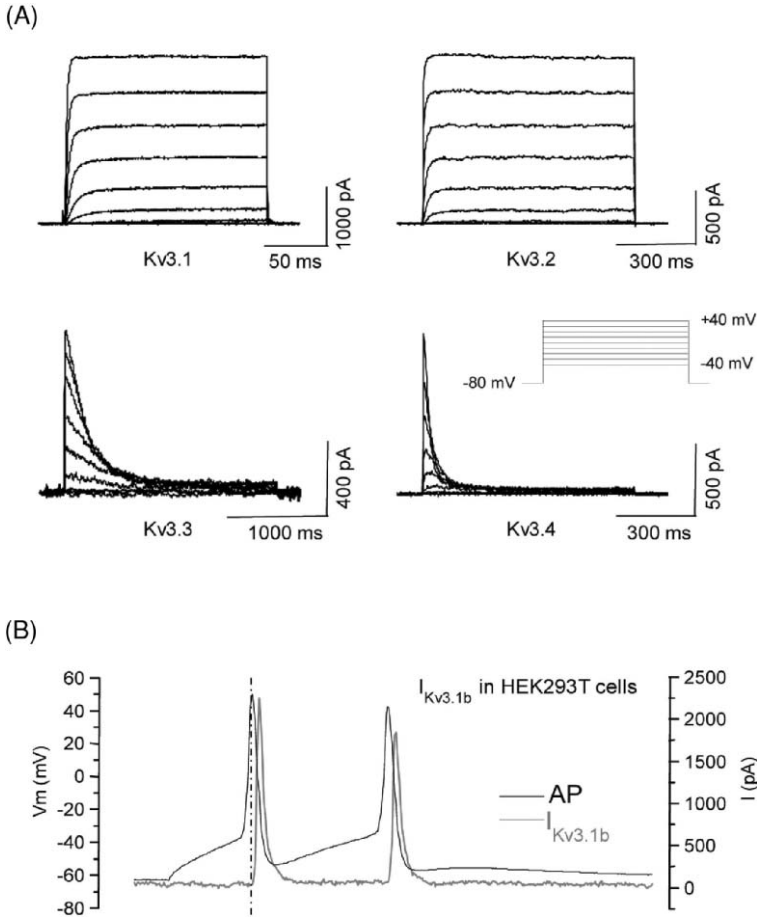 (A)
1000 pA
50 ms
Kv3.1
500 pA
300 ms
Kv3.2
400 pA
1000 ms
Kv3.3
+40 mV
-40 mV
-80 mV
500 pA
300 ms
Kv3.4
(B)
60
40
20
0
-20
-40
-60
-80
Vm (mV)
I Kv3.1b in HEK293T cells
AP
I Kv3.1b
2500
2000
1500
1000
500
0
I (pA)